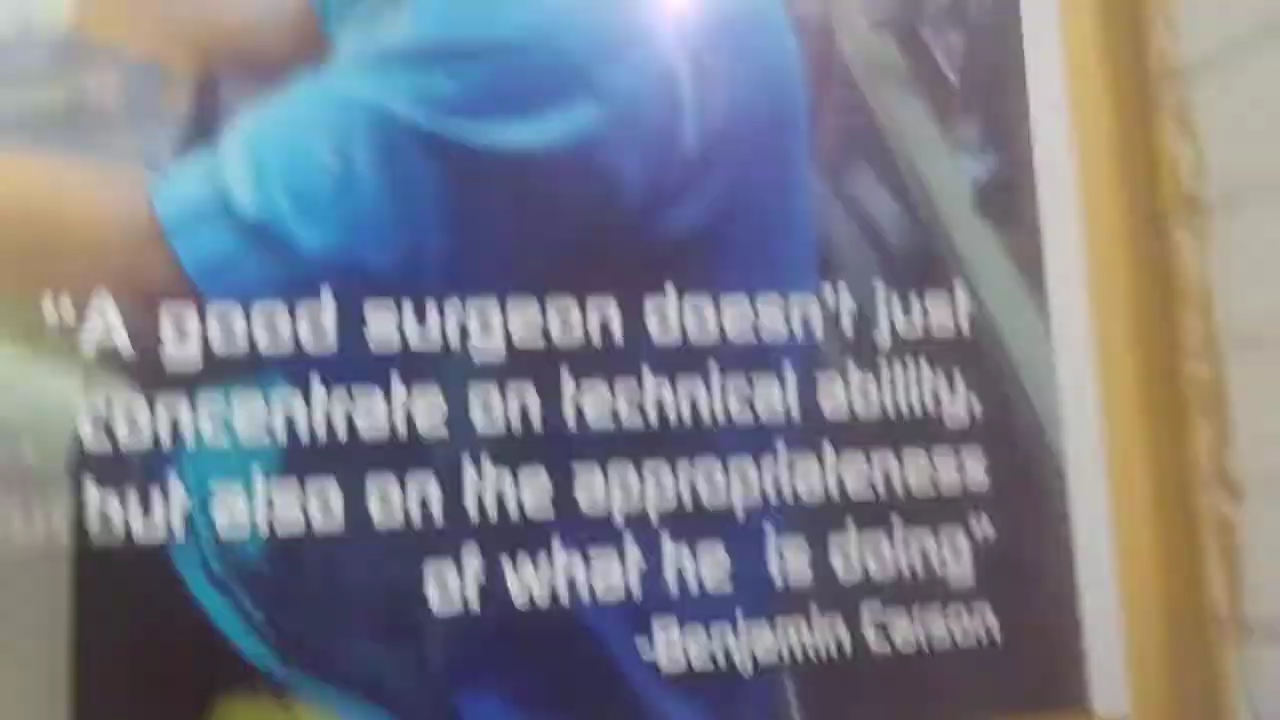 "A good surgeon doesn't just
concentrate on technical ability,
but also on the appropriateness
of what he is doing"
-Benjamin Carson